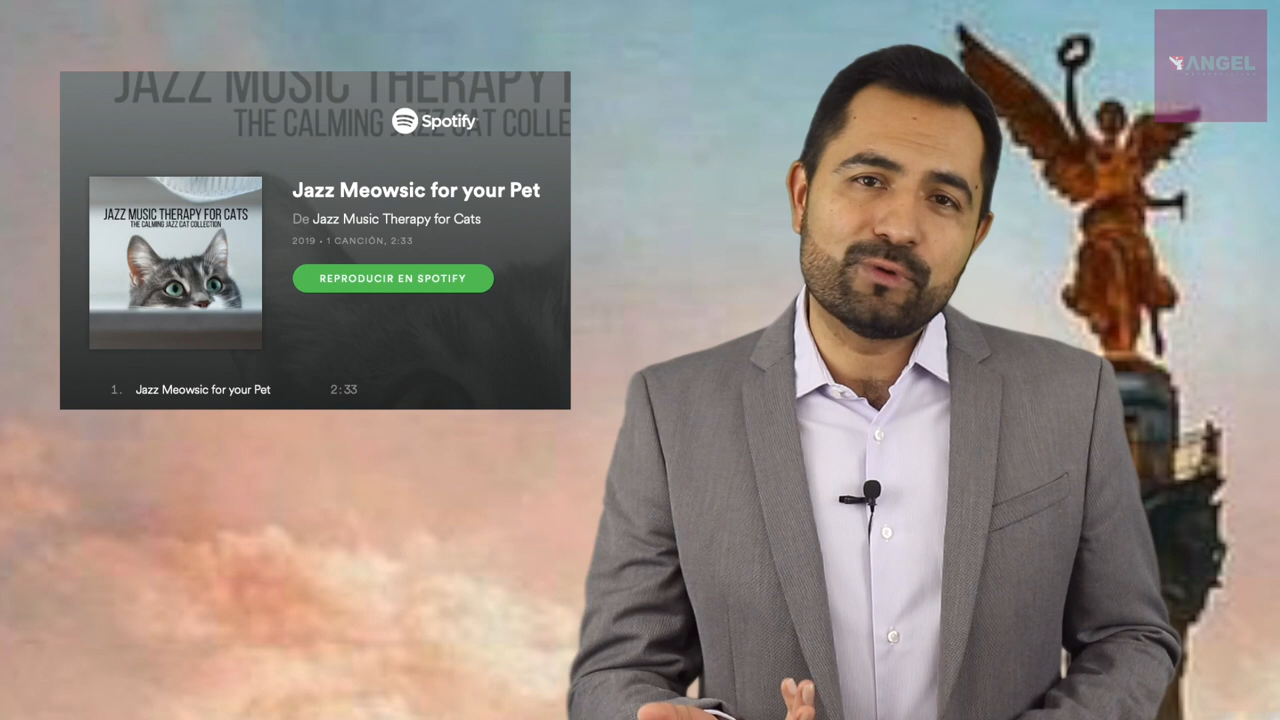 JAZZ MUSIC THERAPY
THE CALMING JAZZ CAT COLLE
Spotify
JAZZ MUSIC THERAPY FOR CATS
THE CALMING JAZZ CAT COLLECTION
Jazz Meowsic for your Pet
De Jazz Music Therapy for Cats
2019 • 1 CANCIÓN, 2:33
REPRODUCIR EN SPOTIFY
1. Jazz Meowsic for your Pet 2:33
ANGEL